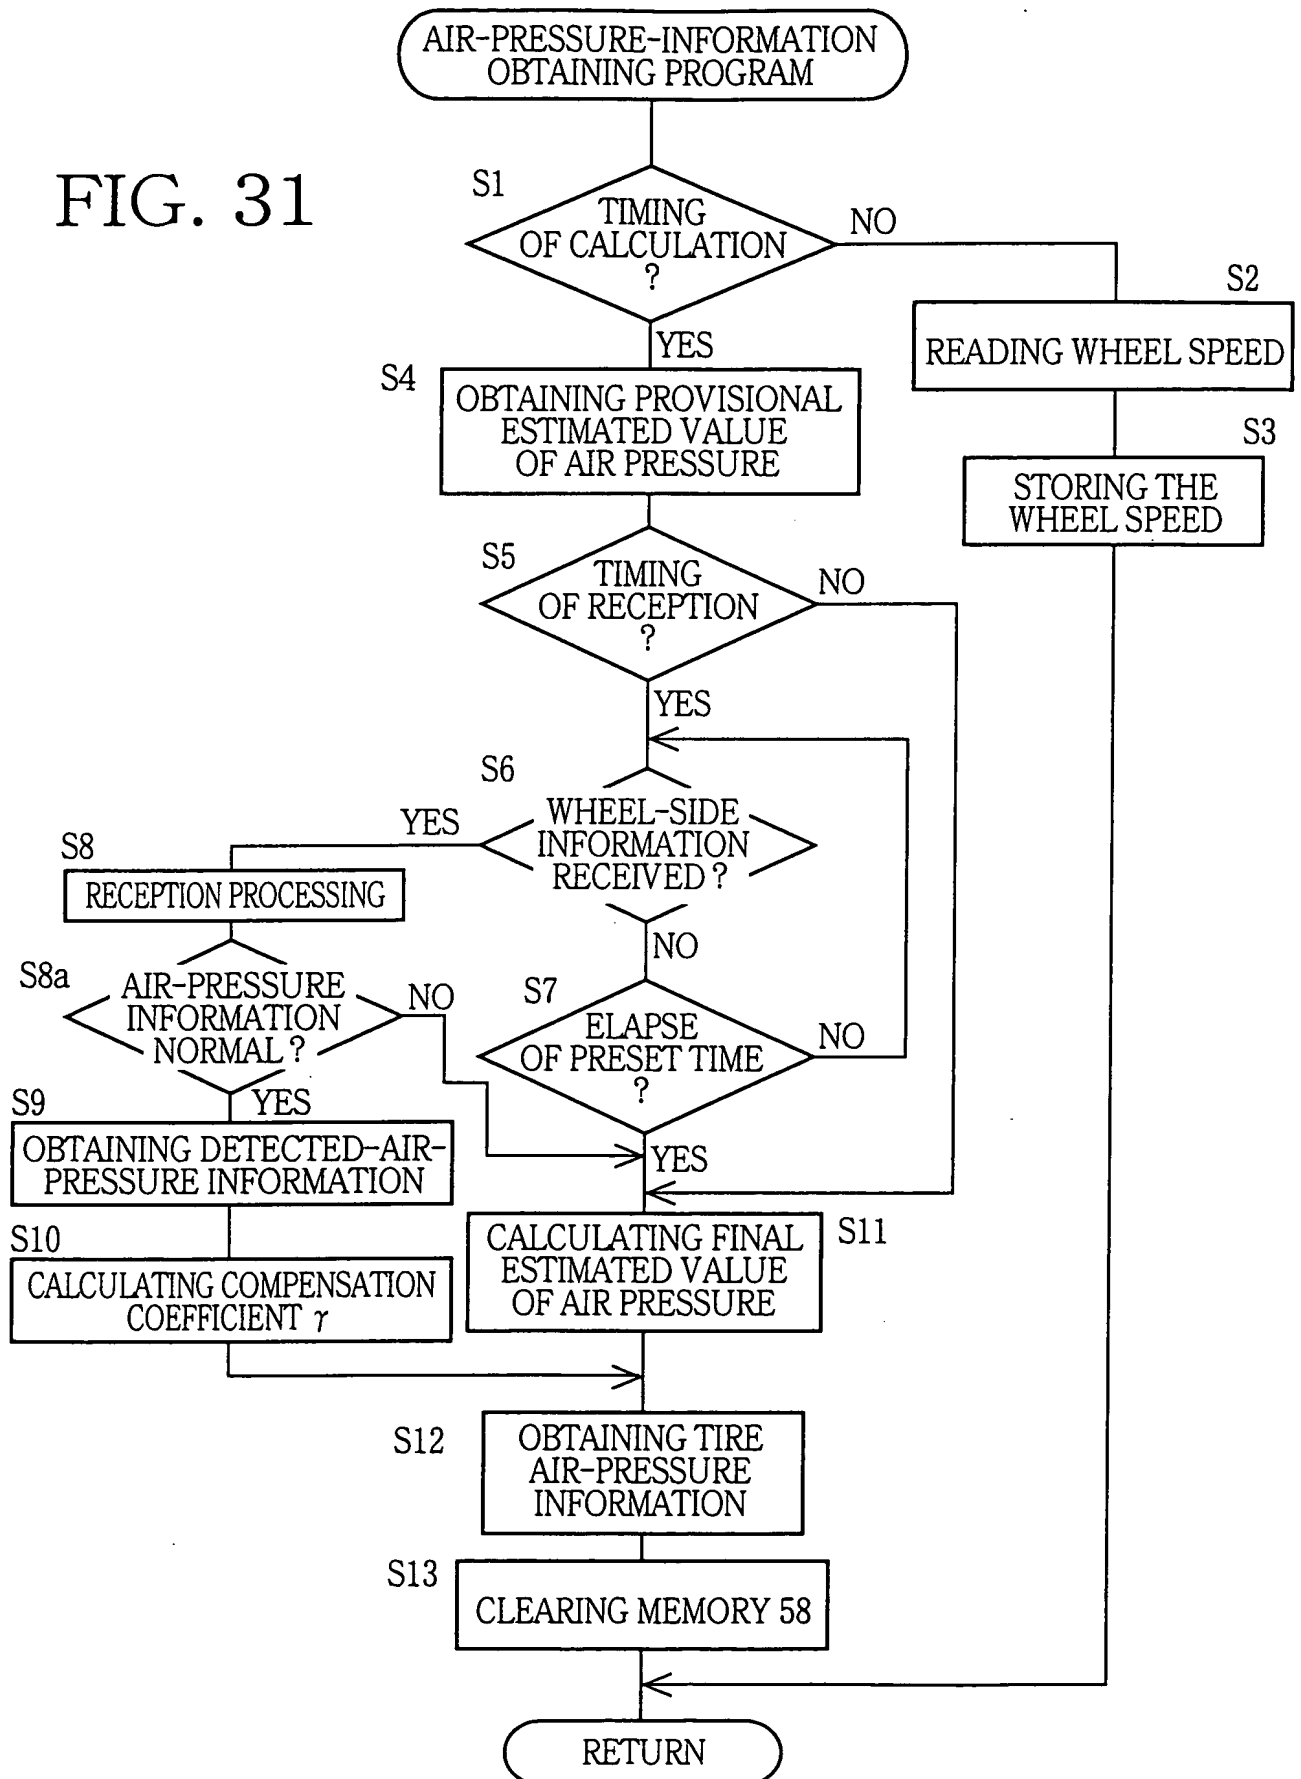 AIR-PRESSURE-INFORMATION
OBTAINING PROGRAM
FIG. 31
S1
TIMING
OF CALCULATION
?
NO
YES
S2
READING WHEEL SPEED
S3
STORING THE
WHEEL SPEED
S4
OBTAINING PROVISIONAL
ESTIMATED VALUE
OF AIR PRESSURE
S5
TIMING
OF RECEPTION
?
NO
YES
S6
WHEEL-SIDE
INFORMATION
RECEIVED ?
YES
NO
S8
RECEPTION PROCESSING
S8a
AIR-PRESSURE
INFORMATION
NORMAL ?
NO
YES
S7
ELAPSE
OF PRESET TIME
?
NO
YES
S9
OBTAINING DETECTED-AIR-
PRESSURE INFORMATION
S10
CALCULATING COMPENSATION
COEFFICIENT γ
S11
CALCULATING FINAL
ESTIMATED VALUE
OF AIR PRESSURE
S12
OBTAINING TIRE
AIR-PRESSURE
INFORMATION
S13
CLEARING MEMORY 58
RETURN